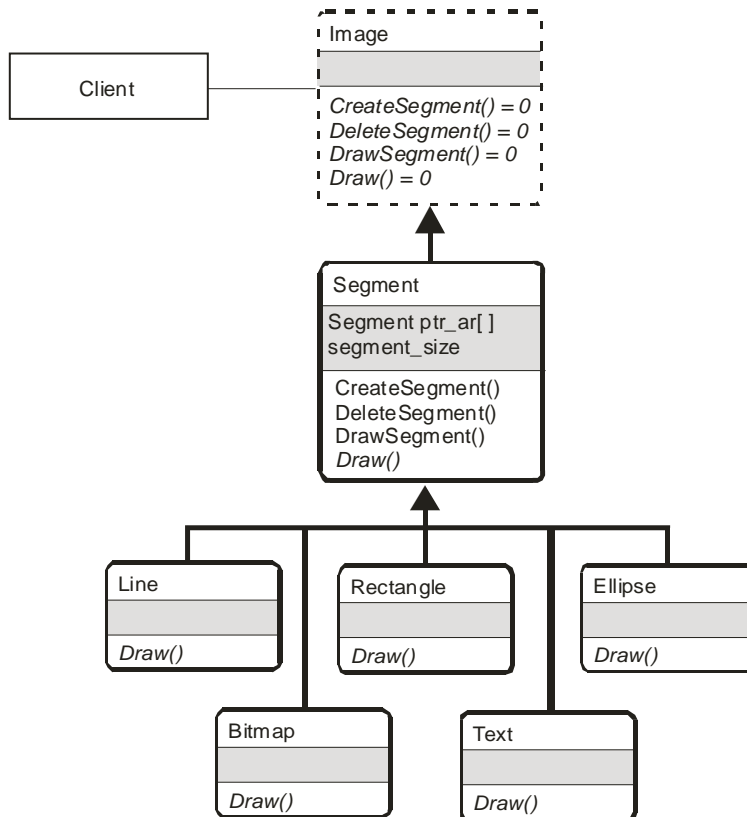 Image
Client
CreateSegment() = 0
DeleteSegment() = 0
DrawSegment() = 0
Draw() = 0
Segment
Segment ptr_ar[ ]
segment_size
CreateSegment()
DeleteSegment()
DrawSegment()
Draw()
Line
Draw()
Rectangle
Draw()
Ellipse
Draw()
Bitmap
Draw()
Text
Draw()